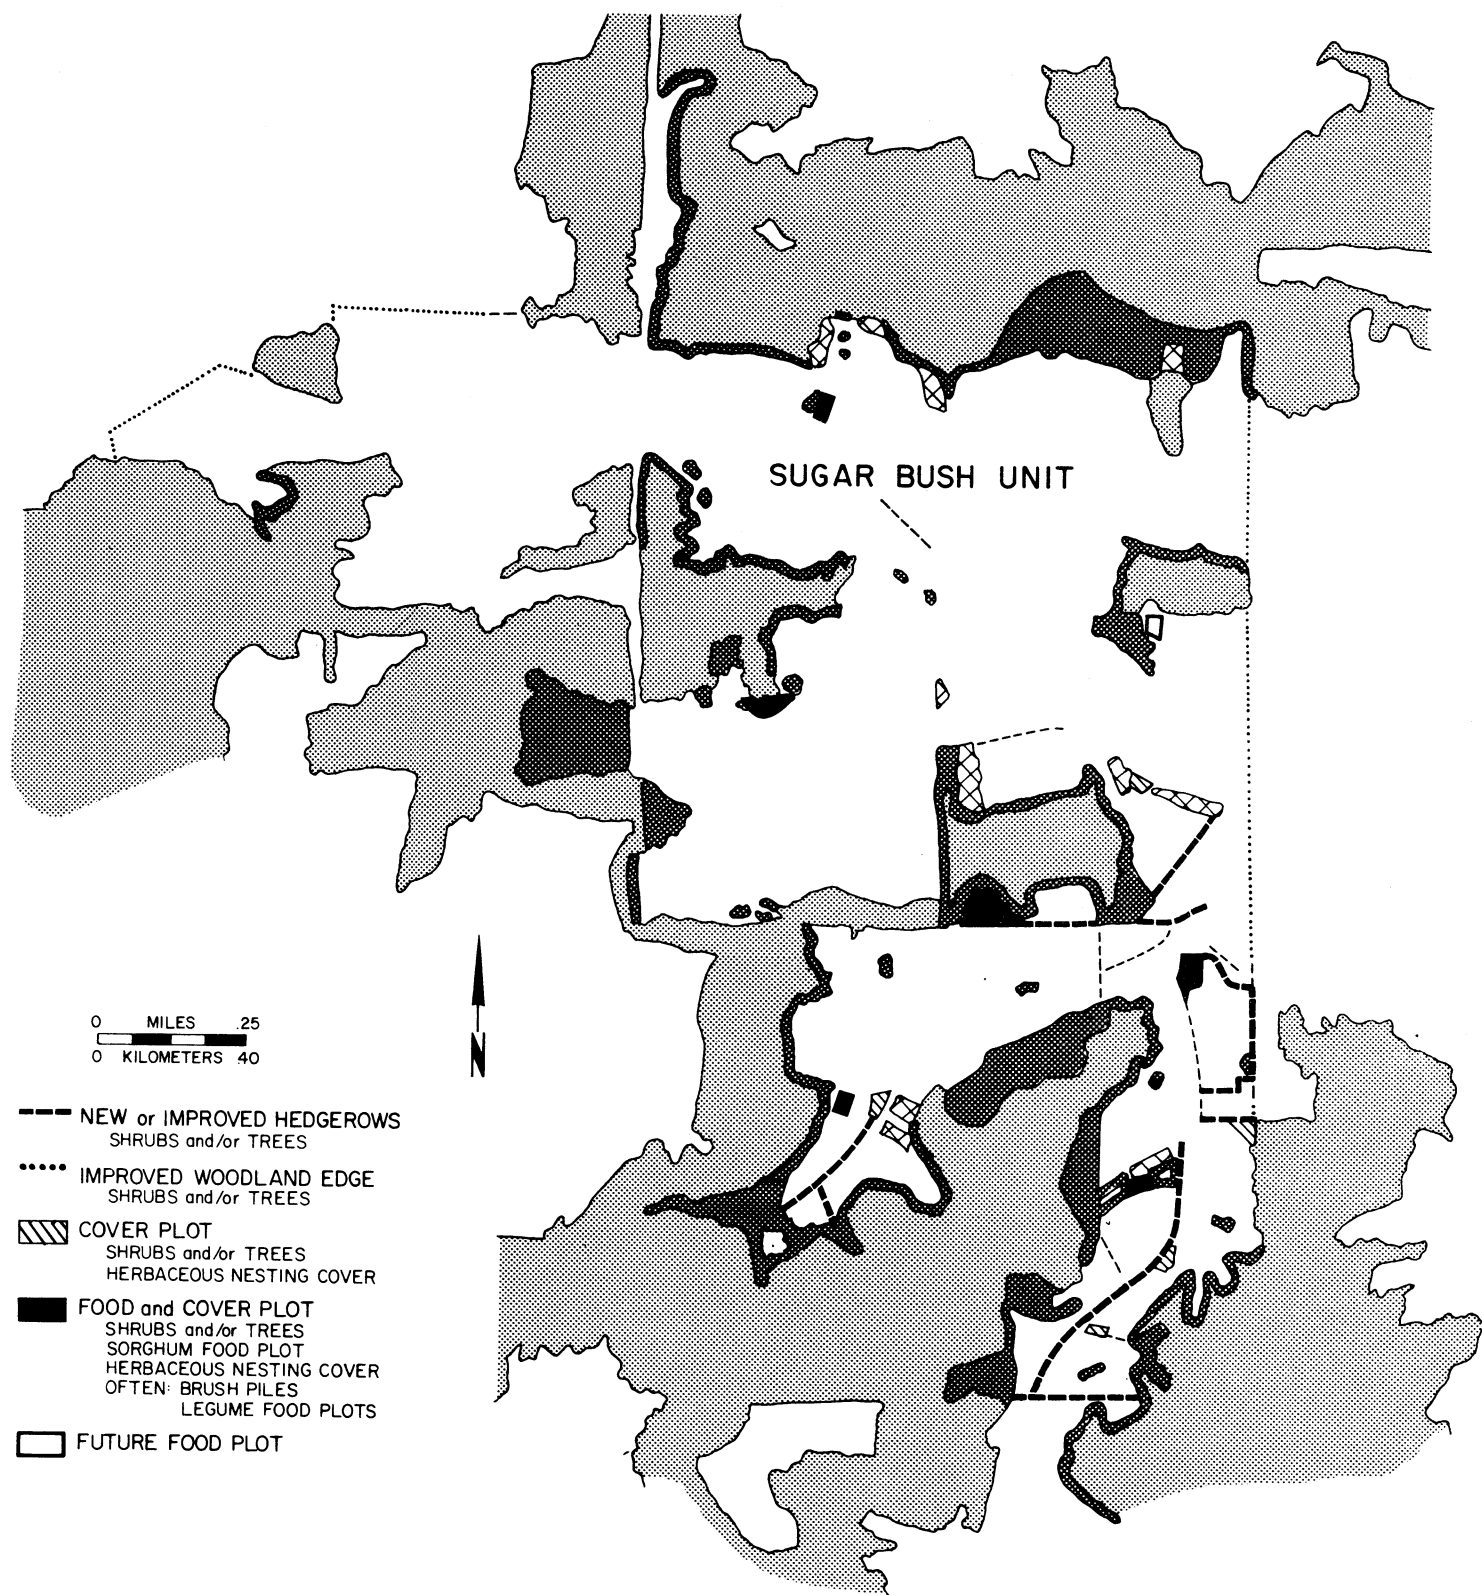 SUGAR BUSH UNIT
0 MILES .25
0 KILOMETERS 40
N
NEW or IMPROVED HEDGEROWS
SHRUBS and/or TREES
IMPROVED WOODLAND EDGE
SHRUBS and/or TREES
COVER PLOT
SHRUBS and/or TREES
HERBACEOUS NESTING COVER
FOOD and COVER PLOT
SHRUBS and/or TREES
SORGHUM FOOD PLOT
HERBACEOUS NESTING COVER
OFTEN: BRUSH PILES
LEGUME FOOD PLOTS
FUTURE FOOD PLOT